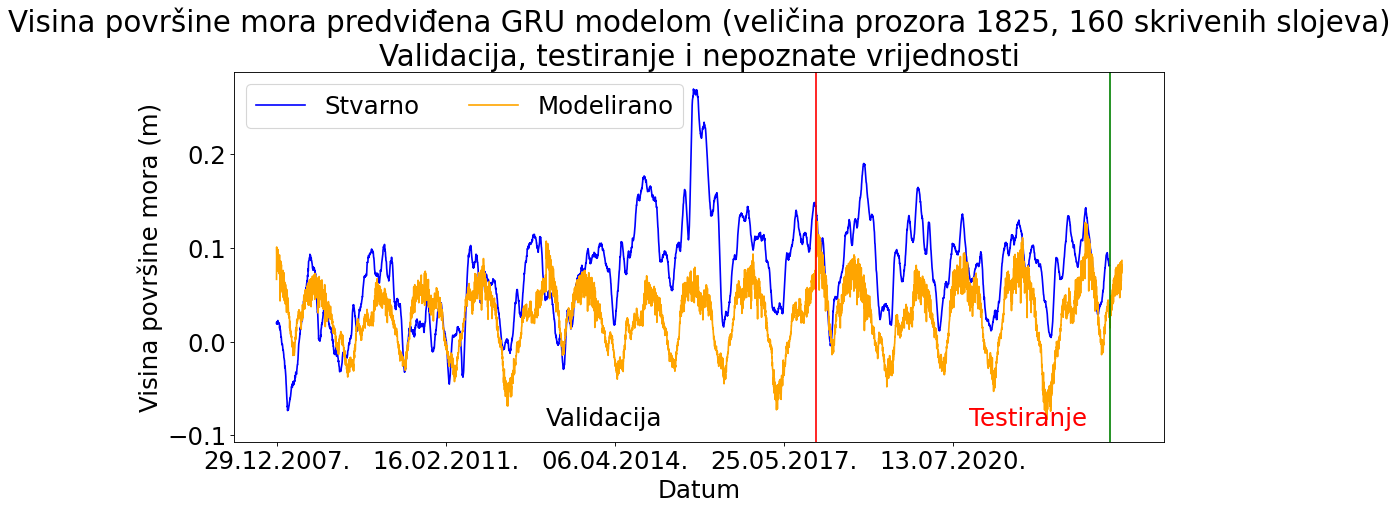 Visina površine mora predviđena GRU modelom (veličina prozora 1825, 160 skrivenih slojeva)
Validacija, testiranje i nepoznate vrijednosti
Stvarno
Modelirano
Visina površine mora (m)
0.2
0.1
0.0
−0.1
Validacija
Testiranje
29.12.2007.
16.02.2011.
06.04.2014.
25.05.2017.
13.07.2020.
Datum